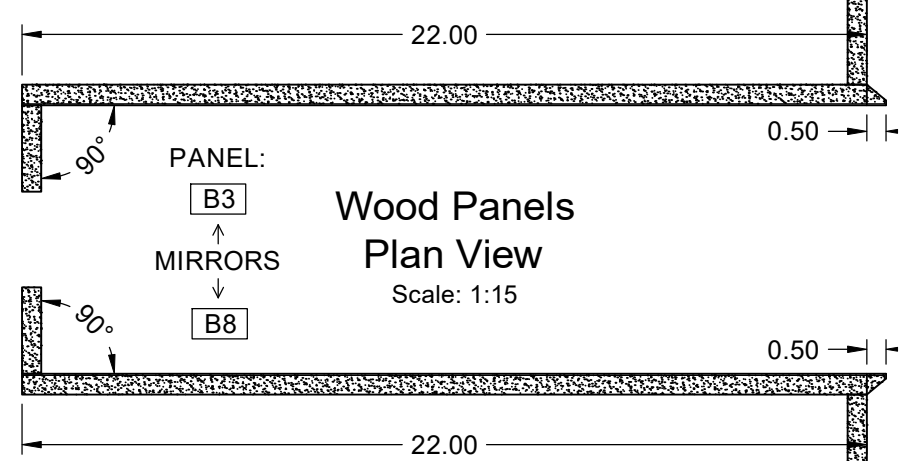 22.00
0.50
90°
PANEL:
B3
MIRRORS
B8
Wood Panels
Plan View
Scale: 1:15
90°
0.50
22.00